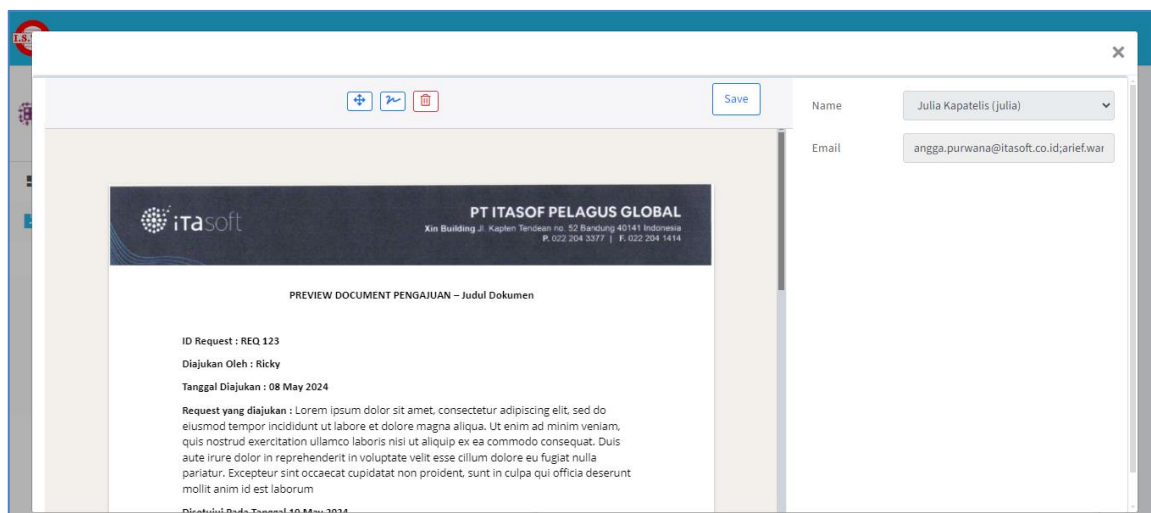 I.S.
Save
Name
Julia Kapatelis (julia)
Email
angga.purwana@itasoft.co.id;arief.war
iTasoft
PT ITASOF PELAGUS GLOBAL
Xin Building Jl. Kapten Tendean no. 52 Bandung 40141 Indonesia
P. 022 204 3377 | F. 022 204 1414
PREVIEW DOCUMENT PENGAJUAN – Judul Dokumen
ID Request : REQ 123
Diajukan Oleh : Ricky
Tanggal Diajukan : 08 May 2024
Request yang diajukan : Lorem ipsum dolor sit amet, consectetur adipiscing elit, sed do
eiusmod tempor incididunt ut labore et dolore magna aliqua. Ut enim ad minim veniam,
quis nostrud exercitation ullamco laboris nisi ut aliquip ex ea commodo consequat. Duis
aute irure dolor in reprehenderit in voluptate velit esse cillum dolore eu fugiat nulla
pariatur. Excepteur sint occaecat cupidatat non proident, sunt in culpa qui officia deserunt
mollit anim id est laborum
Disetujui Pada Tanggal 10 May 2024